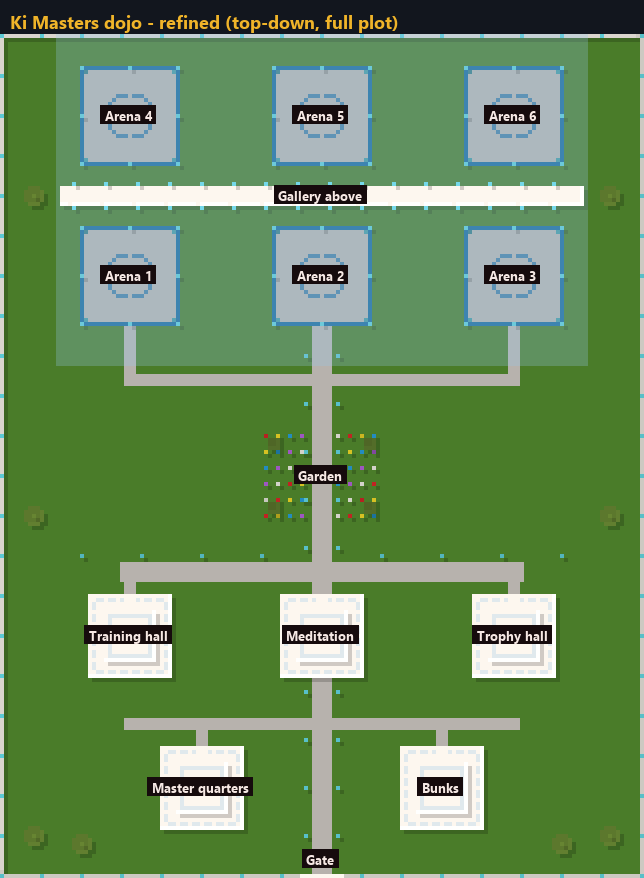 Ki Masters dojo - refined (top-down, full plot)
Arena 4
Arena 5
Arena 6
Gallery above
Arena 1
Arena 2
Arena 3
Garden
Training hall
Meditation
Trophy hall
Master quarters
Bunks
Gate